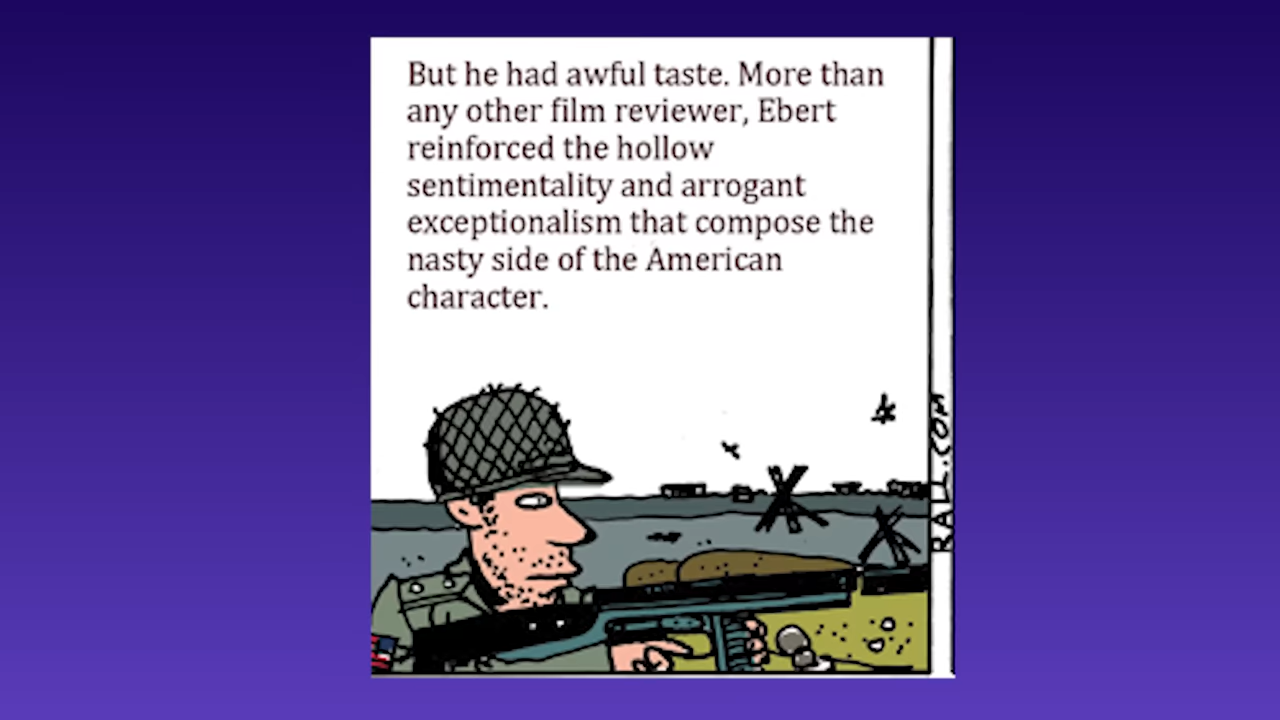 But he had awful taste. More than
any other film reviewer, Ebert
reinforced the hollow
sentimentality and arrogant
exceptionalism that compose the
nasty side of the American
character.
RALL.COM